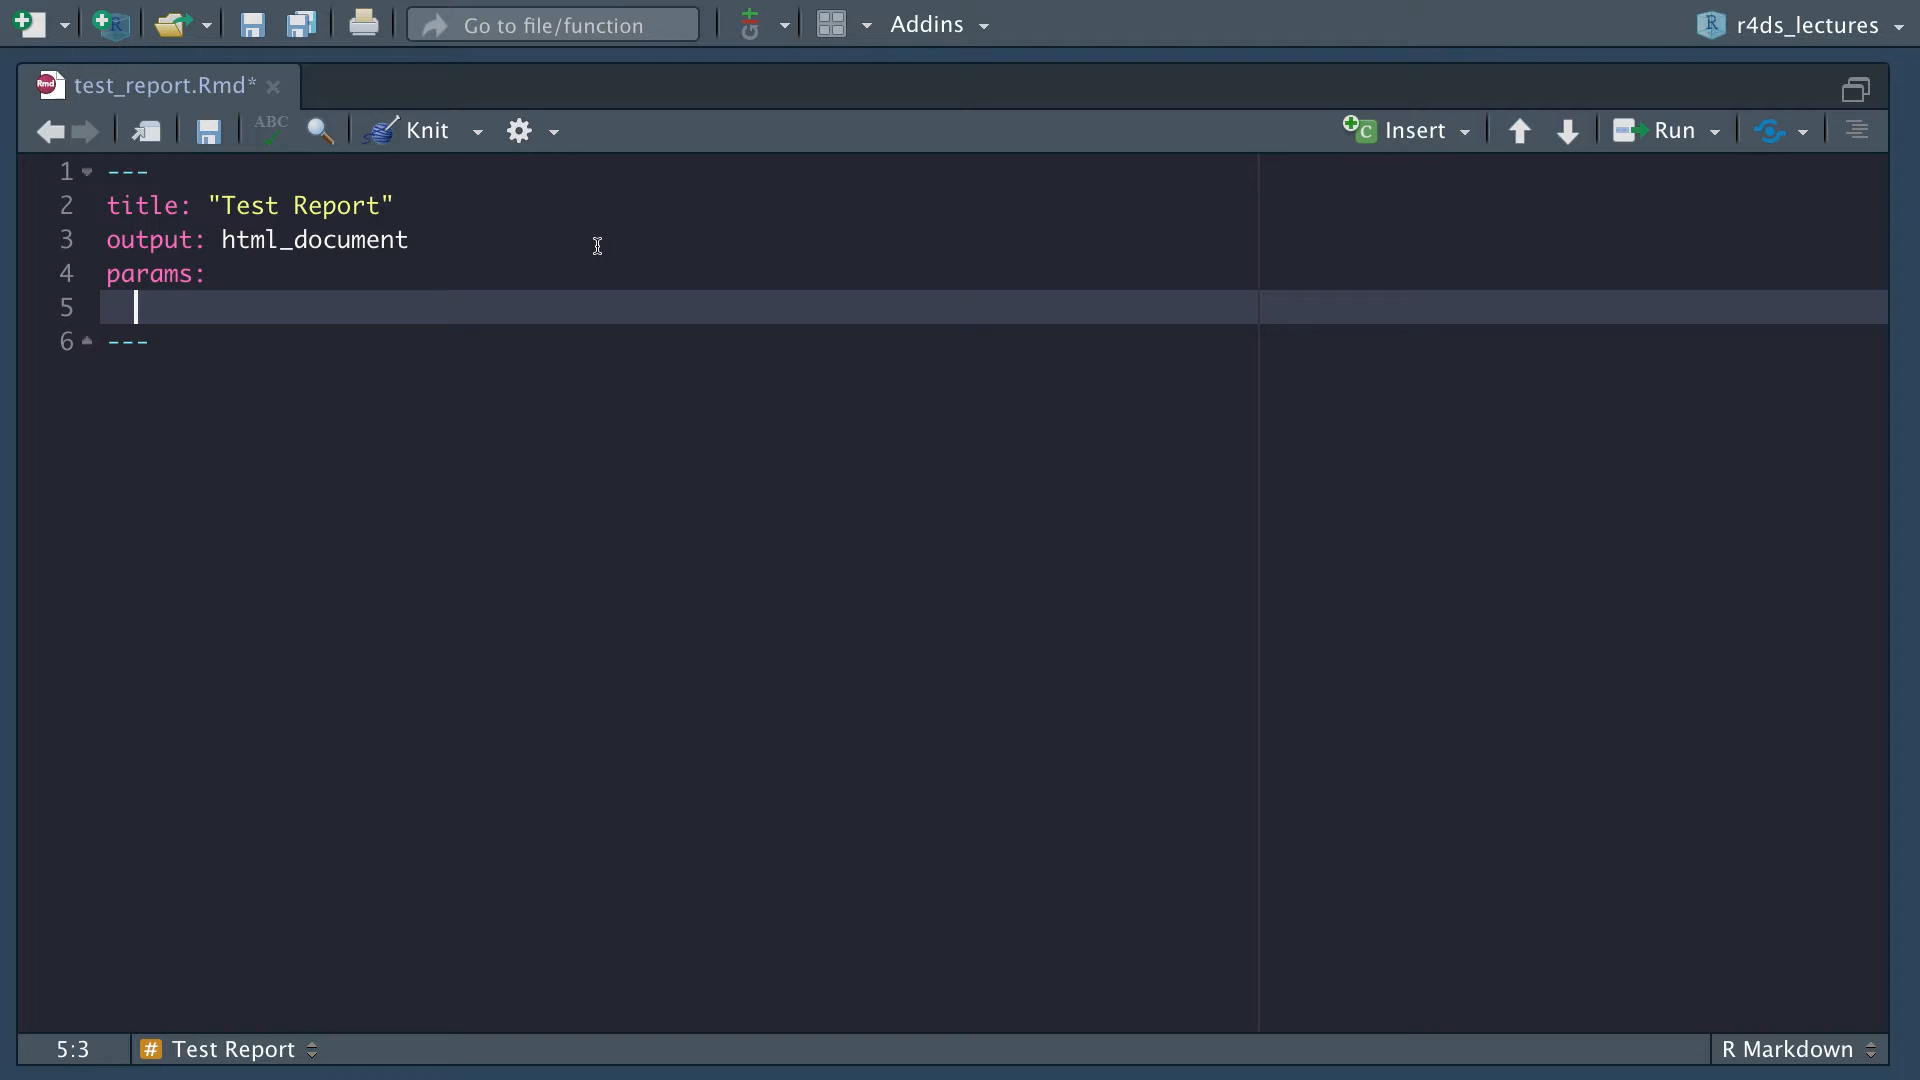 Go to file/function
Addins
r4ds_lectures
Rmd
test_report.Rmd*
ABC
Knit
Insert
Run
1 ---
2 title: "Test Report"
3 output: html_document
4 params:
5
6 ---
5:3
# Test Report
R Markdown